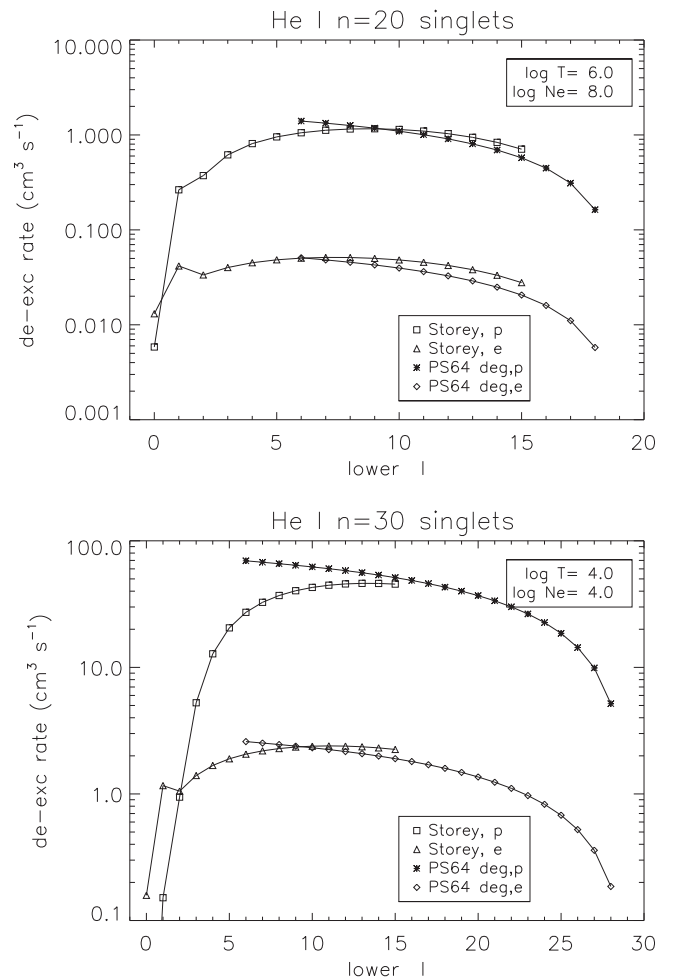 He I n=20 singlets
10.000
1.000
0.100
0.010
0.001
de-exc rate (cm³ s⁻¹)
log T= 6.0
log Ne= 8.0
Storey, p
Storey, e
PS64 deg,p
PS64 deg,e
0 5 10 15 20
lower l
He I n=30 singlets
100.0
10.0
1.0
0.1
de-exc rate (cm³ s⁻¹)
log T= 4.0
log Ne= 4.0
Storey, p
Storey, e
PS64 deg,p
PS64 deg,e
0 5 10 15 20 25 30
lower l